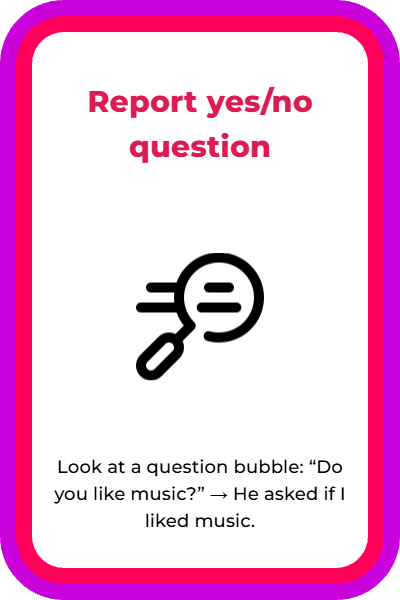 Report yes/no
question
Look at a question bubble: “Do
you like music?” → He asked if I
liked music.